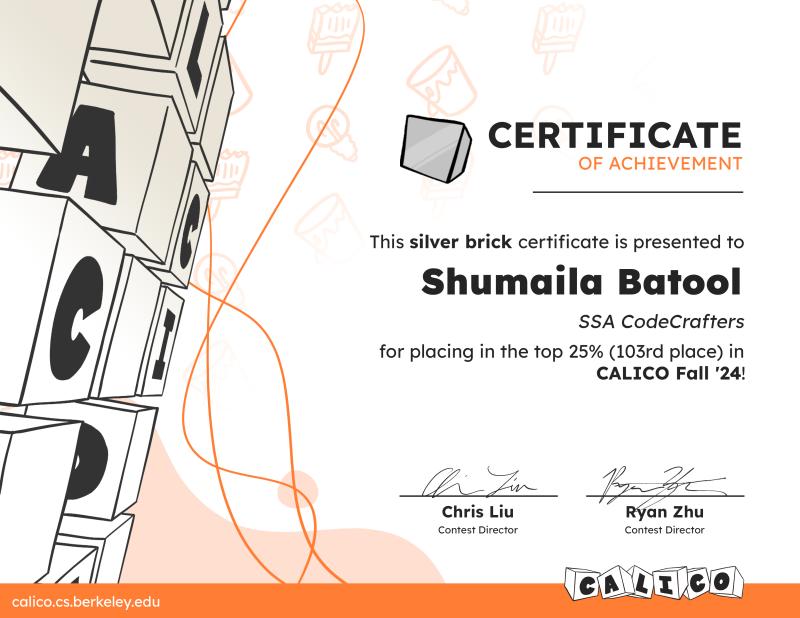 CERTIFICATE
OF ACHIEVEMENT
This silver brick certificate is presented to
Shumaila Batool
SSA CodeCrafters
for placing in the top 25% (103rd place) in
CALICO Fall '24!
Chris Liu
Ryan Zhu
Contest Director
Contest Director
CALICO
calico.cs.berkeley.edu